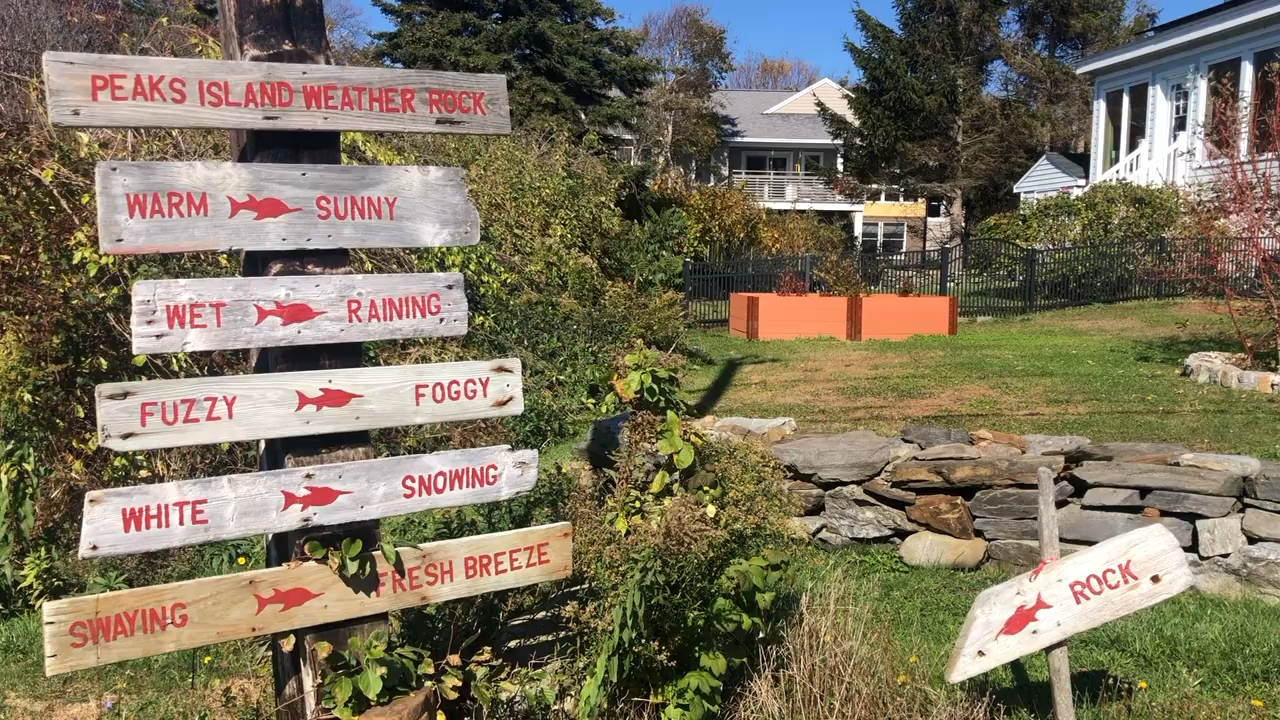 PEAKS ISLAND WEATHER ROCK
WARM SUNNY
WET RAINING
FUZZY FOGGY
WHITE SNOWING
SWAYING FRESH BREEZE
ROCK